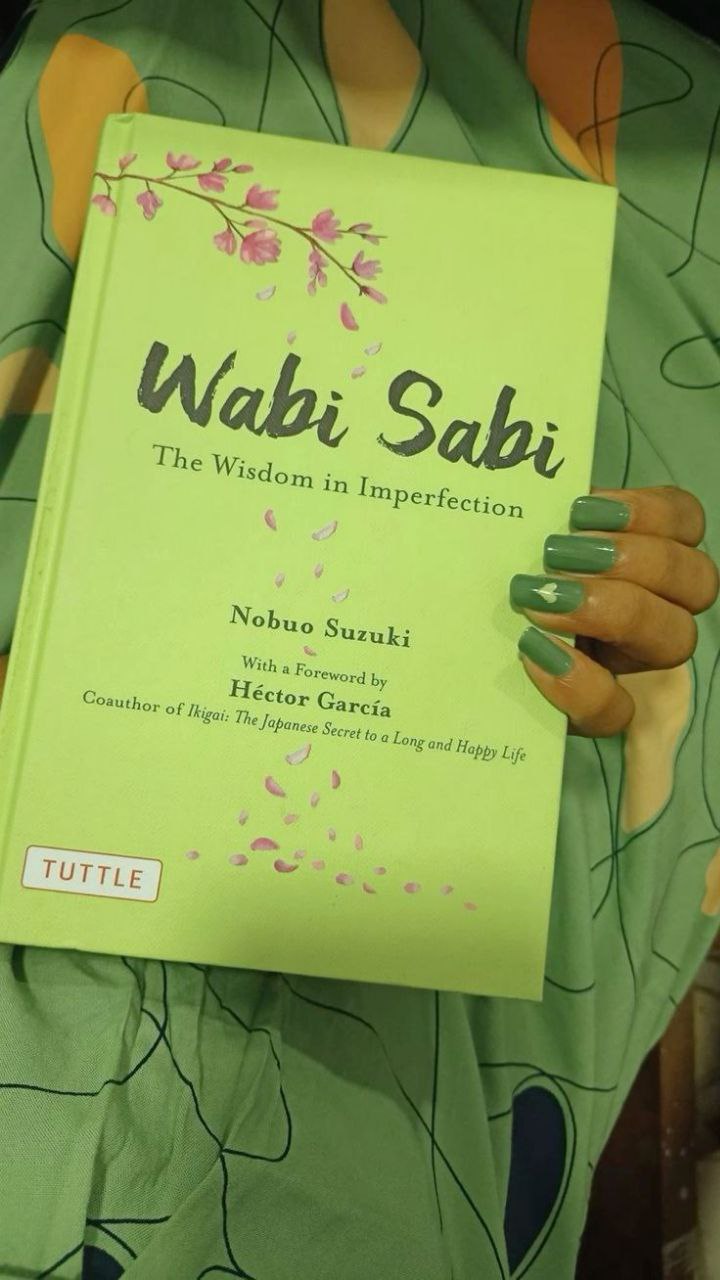 Wabi Sabi
The Wisdom in Imperfection
Nobuo Suzuki
With a Foreword by
Héctor García
Coauthor of Ikigai: The Japanese Secret to a Long and Happy Life
TUTTLE